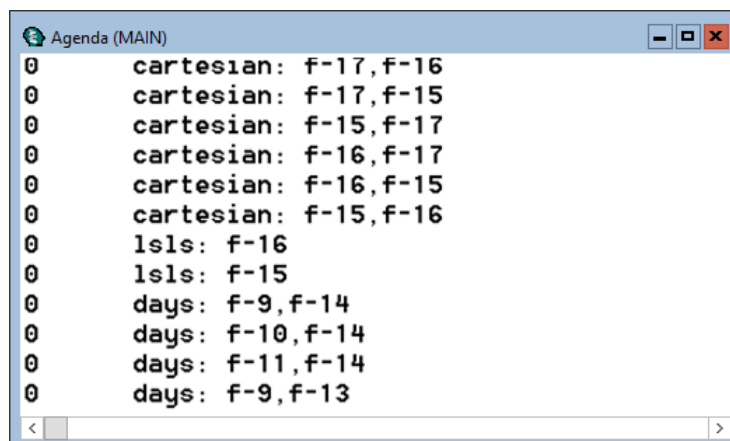 Agenda (MAIN)
0 cartesian: f-17,f-16
0 cartesian: f-17,f-15
0 cartesian: f-15,f-17
0 cartesian: f-16,f-17
0 cartesian: f-16,f-15
0 cartesian: f-15,f-16
0 lsls: f-16
0 lsls: f-15
0 days: f-9,f-14
0 days: f-10,f-14
0 days: f-11,f-14
0 days: f-9,f-13